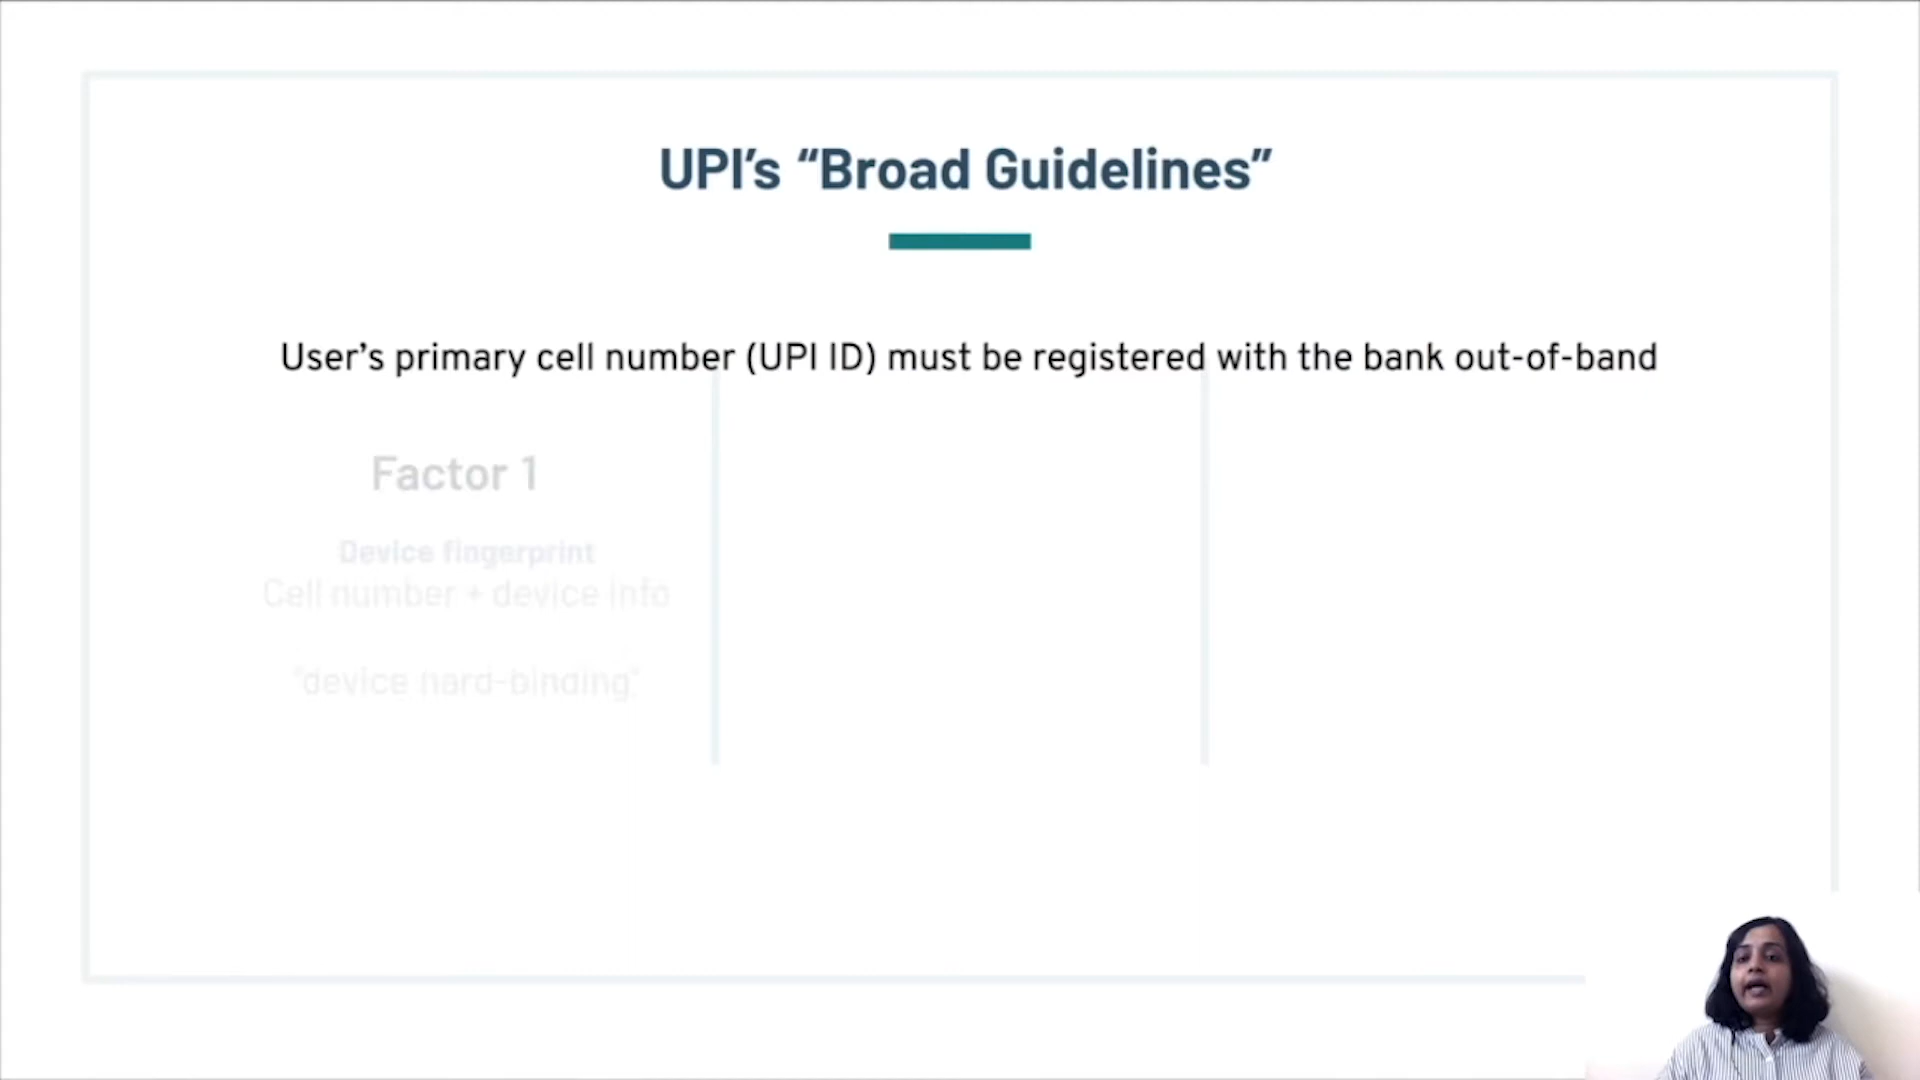 UPI’s “Broad Guidelines”
User’s primary cell number (UPI ID) must be registered with the bank out-of-band
Factor 1
Device fingerprint
Cell number + device info
“device hard-binding”